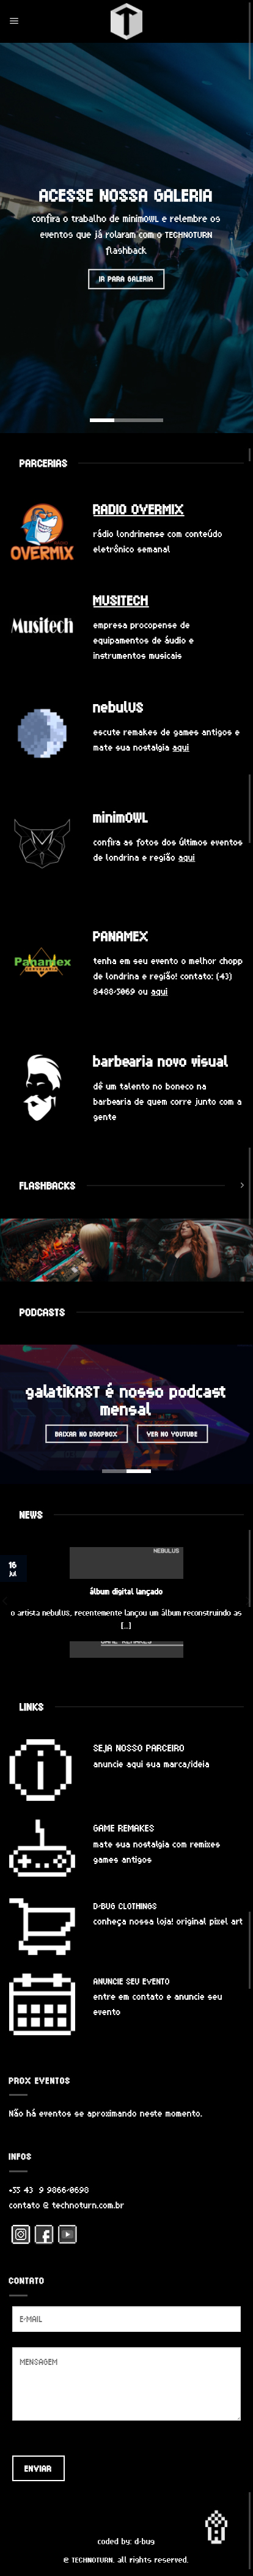 ACESSE NOSSA GALERIA
confira o trabalho de minimOWL e relembre os
eventos que já rolaram com o TECHNOTURN
flashback
IR PARA GALERIA
PARCERIAS
OVERMIX
RADIO OVERMIX
rádio londrinense com conteúdo
eletrônico semanal
Musitech
MUSITECH
empresa procopense de
equipamentos de áudio e
instrumentos musicais
nebulUS
escute remakes de games antigos e
mate sua nostalgia aqui
minimOWL
confira as fotos dos últimos eventos
de londrina e região aqui
Panamex
PANAMEX
tenha em seu evento o melhor chopp
de londrina e região! contato: (43)
8488-3069 ou aqui
barbearia novo visual
dê um talento no boneco na
barbearia de quem corre junto com a
gente
FLASHBACKS
PODCASTS
galatiKAST é nosso podcast
mensal
BAIXAR NO DROPBOX
VER NO YOUTUBE
NEWS
16
jul
NEBULUS
álbum digital lançado
o artista nebulUS, recentemente lançou um álbum reconstruindo as
[...]
GAME REMAKES
LINKS
SEJA NOSSO PARCEIRO
anuncie aqui sua marca/ideia
GAME REMAKES
mate sua nostalgia com remixes
games antigos
D-BUG CLOTHINGS
conheça nossa loja! original pixel art
ANUNCIE SEU EVENTO
entre em contato e anuncie seu
evento
PROX EVENTOS
Não há eventos se aproximando neste momento.
INFOS
+55 43 9 9866-0698
contato @ technoturn.com.br
CONTATO
E-MAIL
MENSAGEM
ENVIAR
coded by: d-bug
@ TECHNOTURN. all rights reserved.